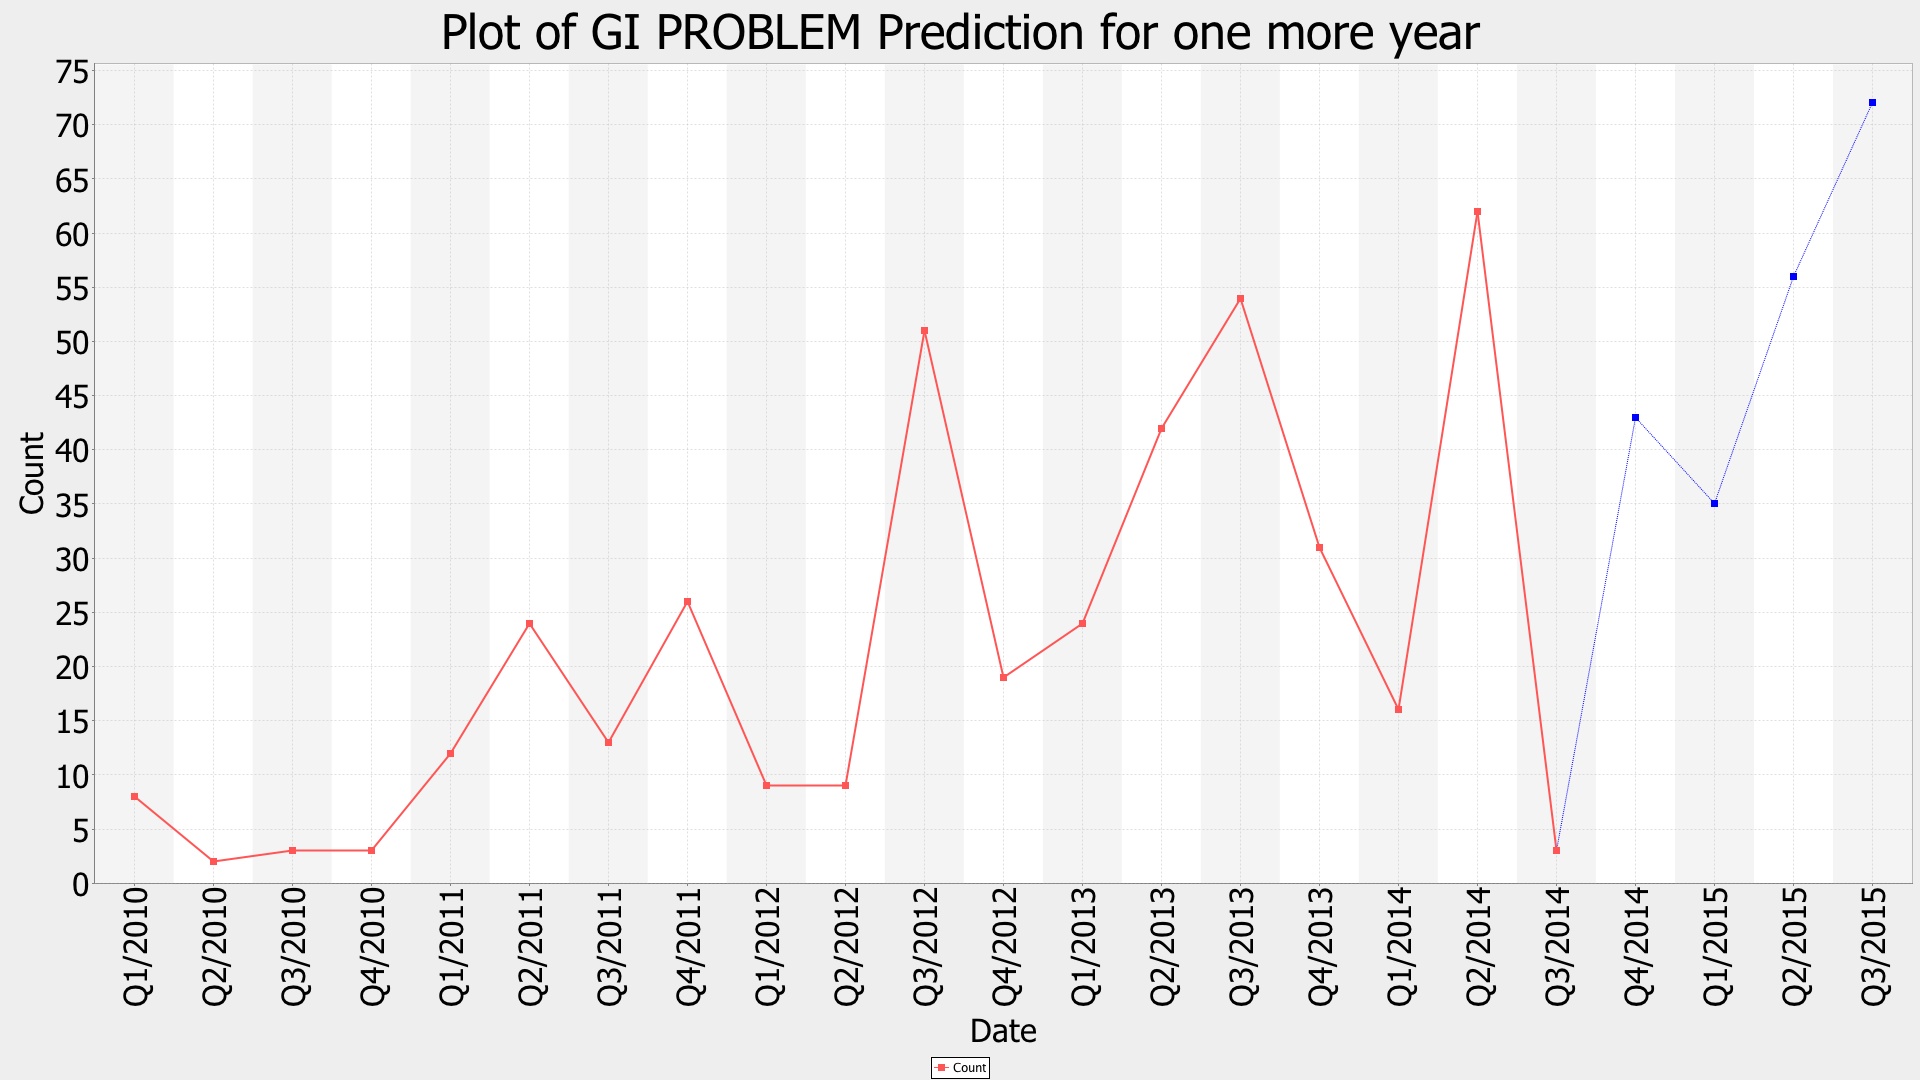 Plot of GI PROBLEM Prediction for one more year
75
70
65
60
55
50
45
40
35
30
25
20
15
10
5
0
Count
Q1/2010
Q2/2010
Q3/2010
Q4/2010
Q1/2011
Q2/2011
Q3/2011
Q4/2011
Q1/2012
Q2/2012
Q3/2012
Q4/2012
Q1/2013
Q2/2013
Q3/2013
Q4/2013
Q1/2014
Q2/2014
Q3/2014
Q4/2014
Q1/2015
Q2/2015
Q3/2015
Date
Count